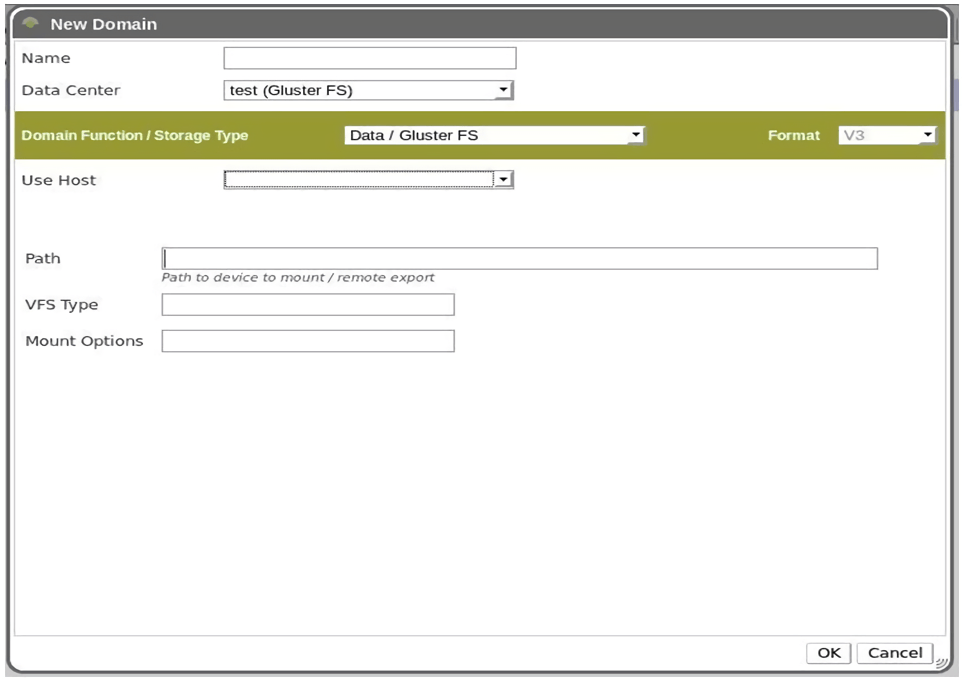 New Domain
Name
Data Center test (Gluster FS)
Domain Function / Storage Type Data / Gluster FS Format V3
Use Host
Path
Path to device to mount / remote export
VFS Type
Mount Options
OK Cancel